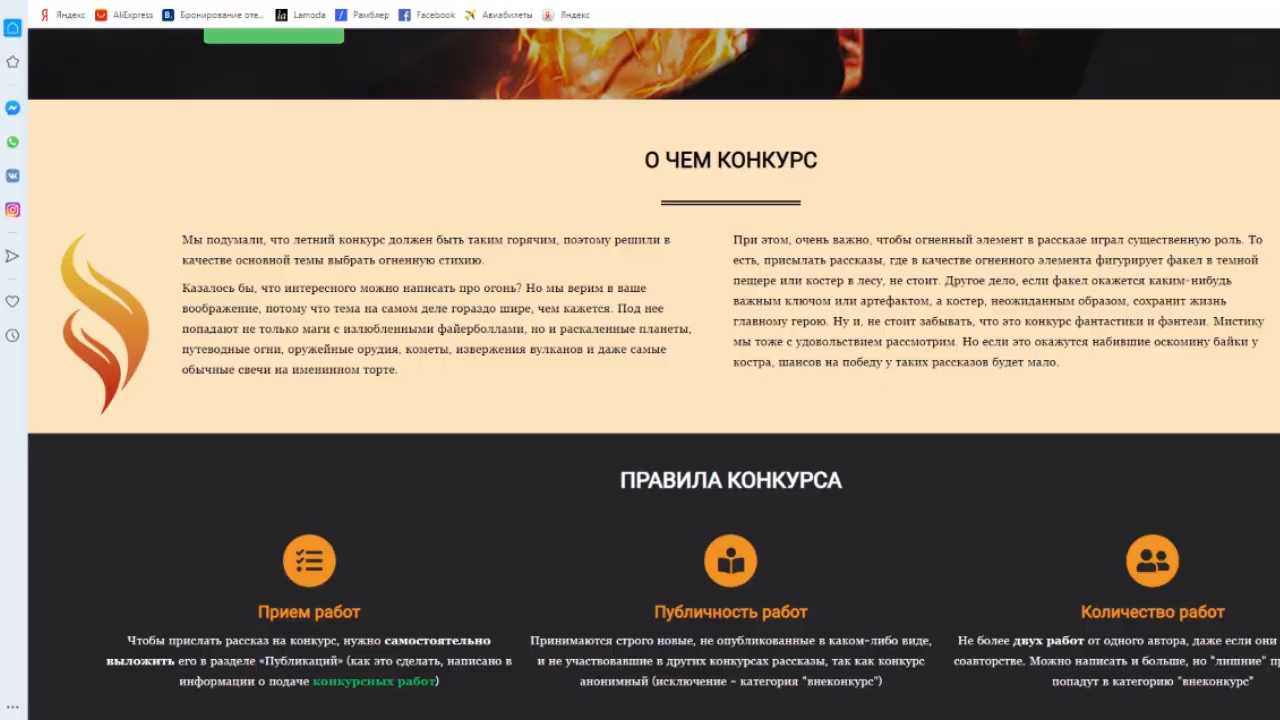 Яндекс AliExpress Бронирование оте... Lamoda Рамблер Facebook Авиабилеты Яндекс
О ЧЕМ КОНКУРС
Мы подумали, что летний конкурс должен быть таким горячим, поэтому решили в
качестве основной темы выбрать огненную стихию.
Казалось бы, что интересного можно написать про огонь? Но мы верим в ваше
воображение, потому что тема на самом деле гораздо шире, чем кажется. Под нее
попадают не только маги с излюбленными файерболлами, но и раскаленные планеты,
путеводные огни, оружейные орудия, кометы, извержения вулканов и даже самые
обычные свечи на именинном торте.
При этом, очень важно, чтобы огненный элемент в рассказе играл существенную роль. То
есть, присылать рассказы, где в качестве огненного элемента фигурирует факел в темной
пещере или костер в лесу, не стоит. Другое дело, если факел окажется каким-нибудь
важным ключом или артефактом, а костер, неожиданным образом, сохранит жизнь
главному герою. Ну и, не стоит забывать, что это конкурс фантастики и фэнтези. Мистику
мы тоже с удовольствием рассмотрим. Но если это окажутся набившие оскомину байки у
костра, шансов на победу у таких рассказов будет мало.
ПРАВИЛА КОНКУРСА
Прием работ
Чтобы прислать рассказ на конкурс, нужно самостоятельно
выложить его в разделе «Публикаций» (как это сделать, написано в
информации о подаче конкурсных работ)
Публичность работ
Принимаются строго новые, не опубликованные в каком-либо виде,
и не участвовавшие в других конкурсах рассказы, так как конкурс
анонимный (исключение - категория "внеконкурс")
Количество работ
Не более двух работ от одного автора, даже если они
соавторстве. Можно написать и больше, но "лишние" пр
попадут в категорию "внеконкурс"